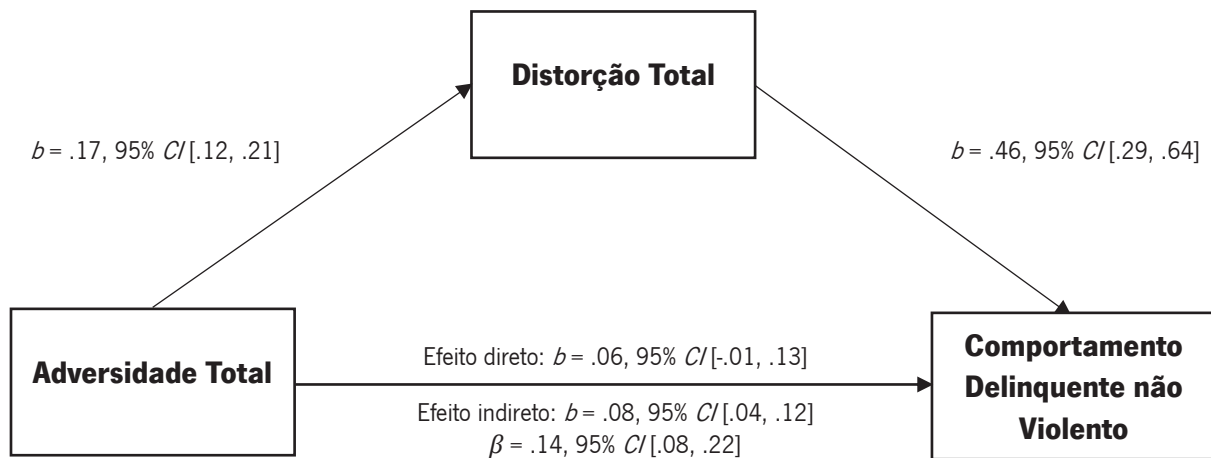 Distorção Total
b = .17, 95% CI [.12, .21]
b = .46, 95% CI [.29, .64]
Adversidade Total
Efeito direto: b = .06, 95% CI [-.01, .13]
Efeito indireto: b = .08, 95% CI [.04, .12]
β = .14, 95% CI [.08, .22]
Comportamento
Delinquente não
Violento